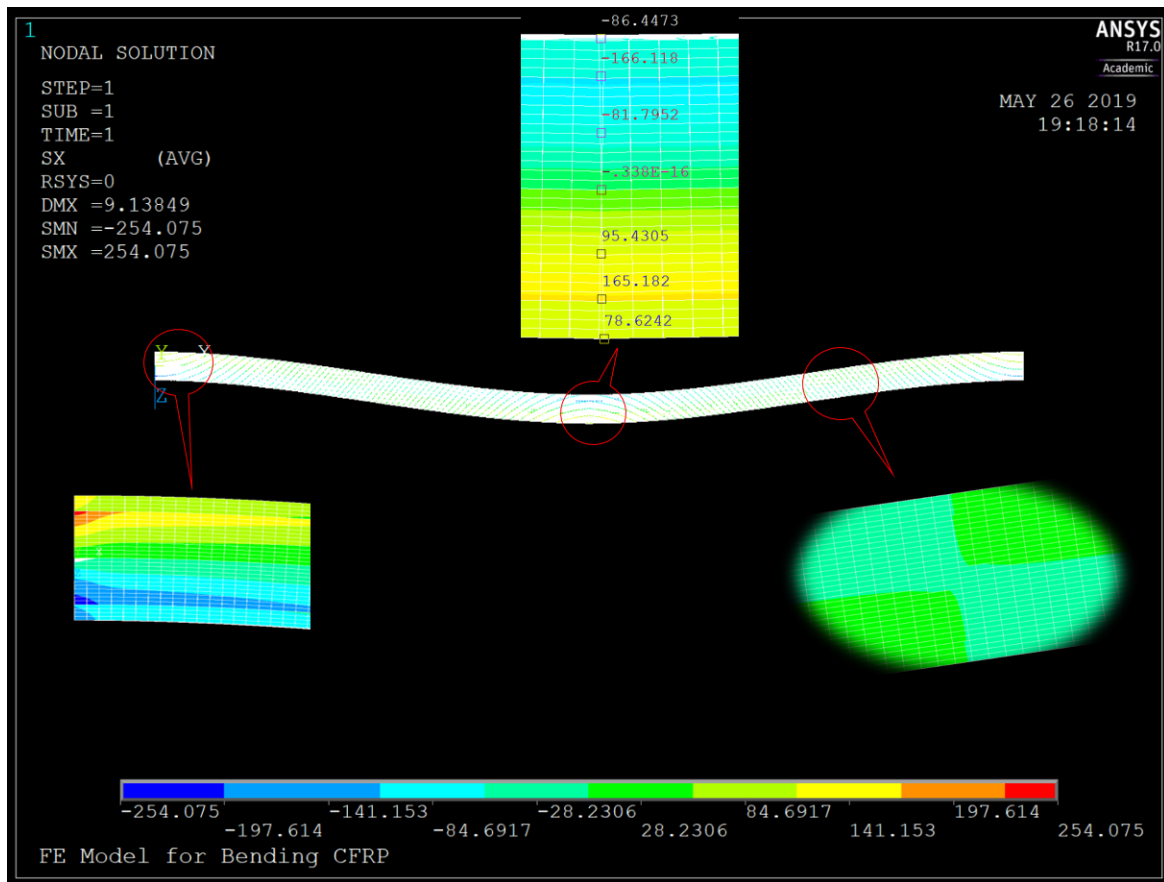 1
NODAL SOLUTION
STEP=1
SUB =1
TIME=1
SX (AVG)
RSYS=0
DMX =9.13849
SMN =-254.075
SMX =254.075
ANSYS
R17.0
Academic
MAY 26 2019
19:18:14
-86.4473
-166.118
-81.7952
-.338E-16
95.4305
165.182
78.6242
Y Y
Z
-254.075 -141.153 -28.2306 84.6917 197.614
-197.614 -84.6917 28.2306 141.153 254.075
FE Model for Bending CFRP